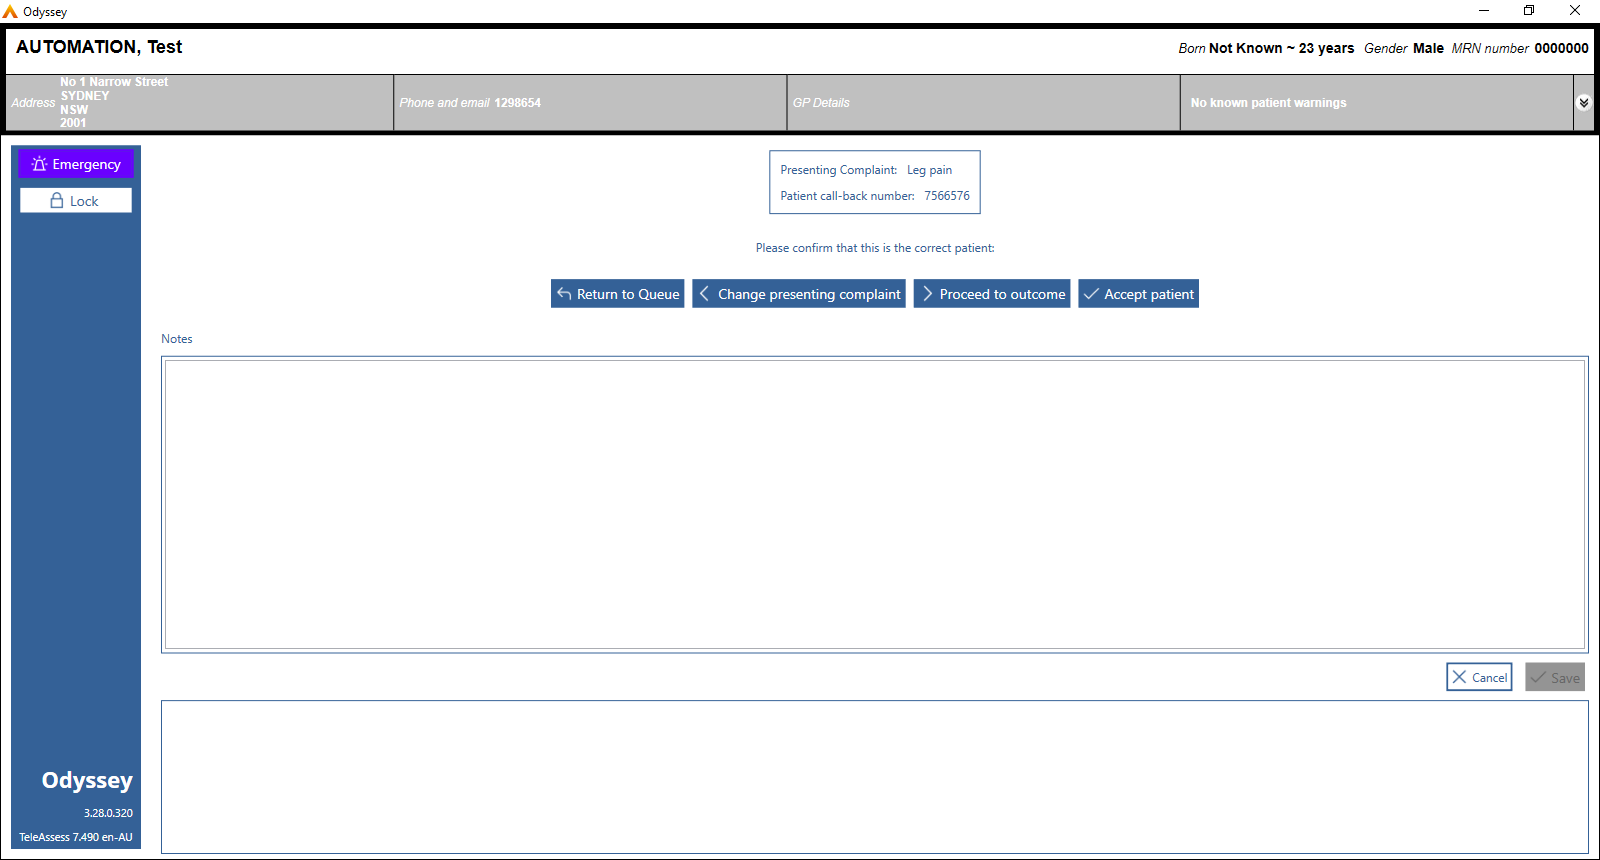 Odyssey
AUTOMATION, Test
Born Not Known ~ 23 years Gender Male MRN number 0000000
Address
No 1 Narrow Street
SYDNEY
NSW
2001
Phone and email 1298654
GP Details
No known patient warnings
Emergency
Lock
Presenting Complaint: Leg pain
Patient call-back number: 7566576
Please confirm that this is the correct patient:
Return to Queue
Change presenting complaint
Proceed to outcome
Accept patient
Notes
Cancel
Save
Odyssey
3.28.0.320
TeleAssess 7.490 en-AU